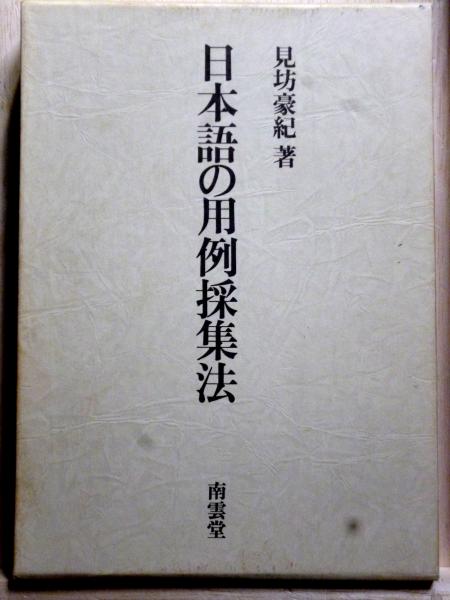 見坊豪紀 著
日本語の用例採集法
南雲堂